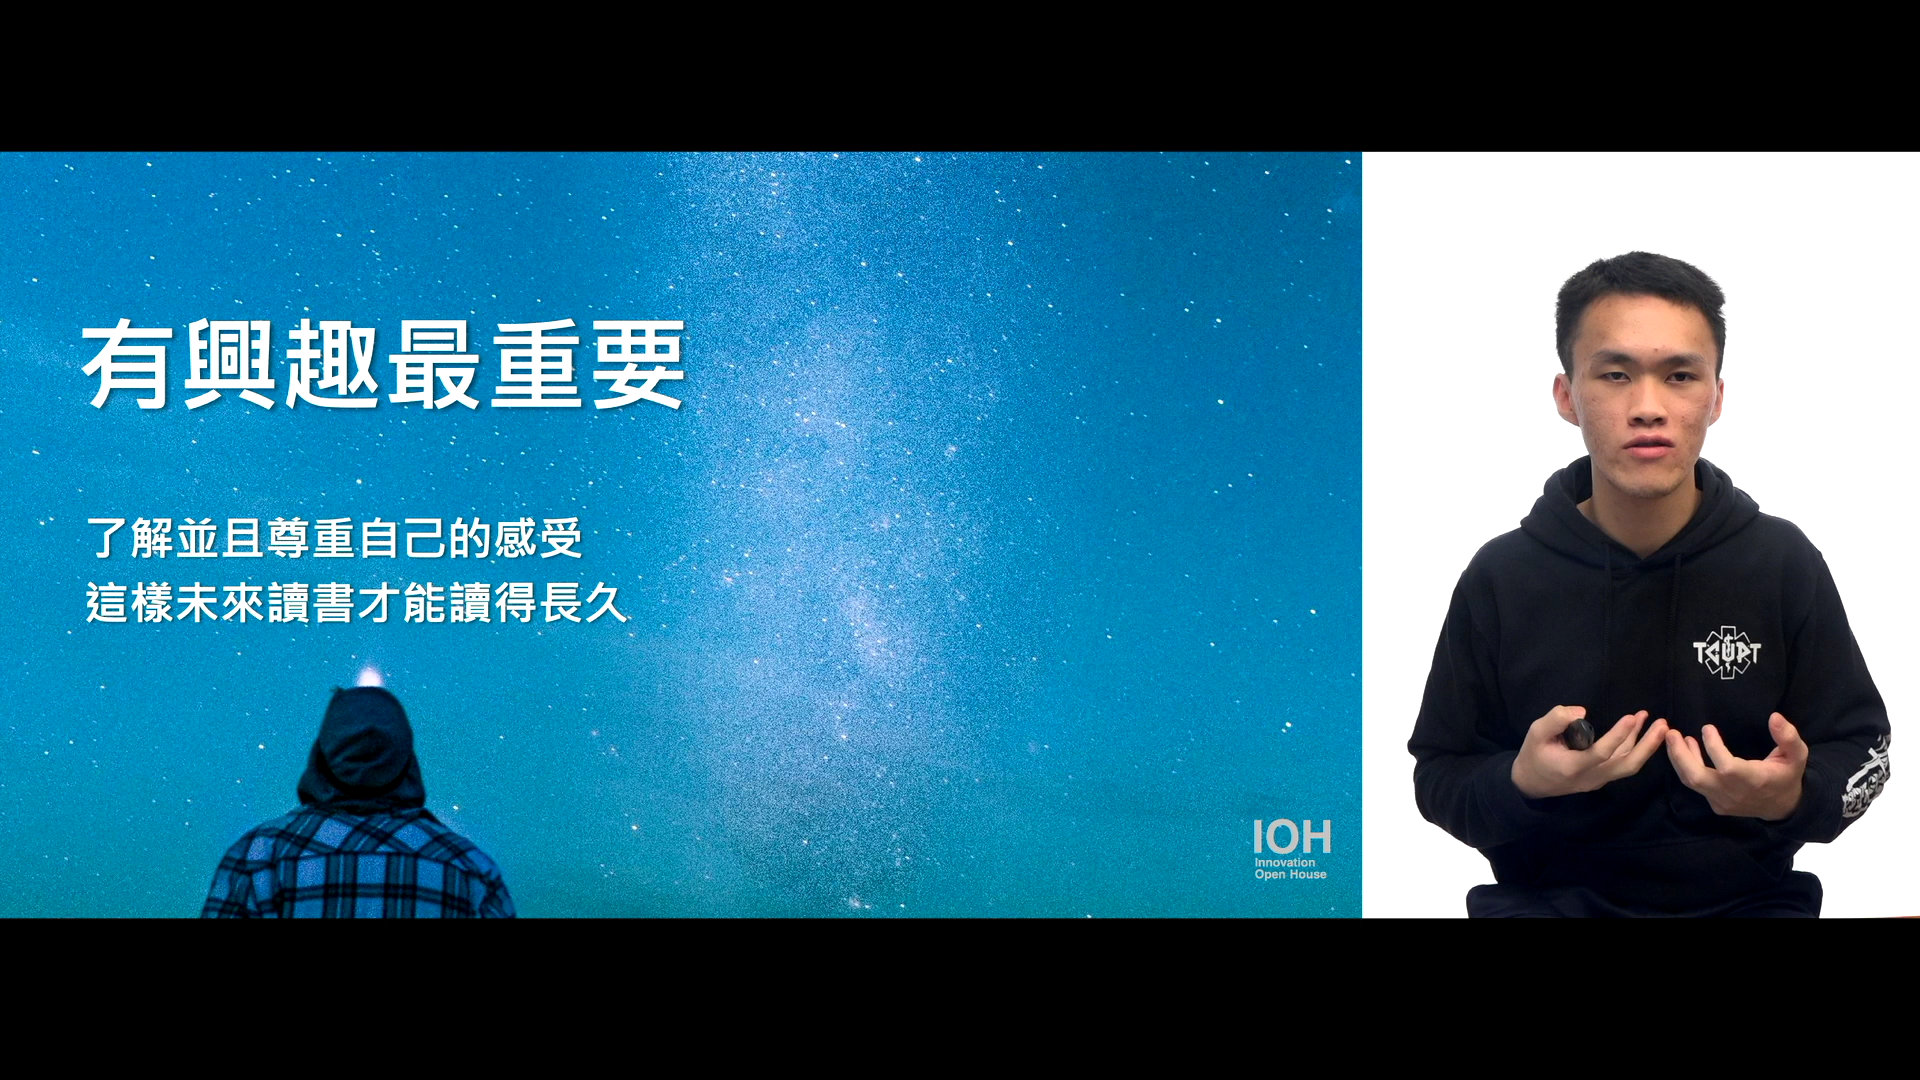 有興趣最重要
了解並且尊重自己的感受
這樣未來讀書才能讀得長久
IOH
Innovation
Open House
TCUPT